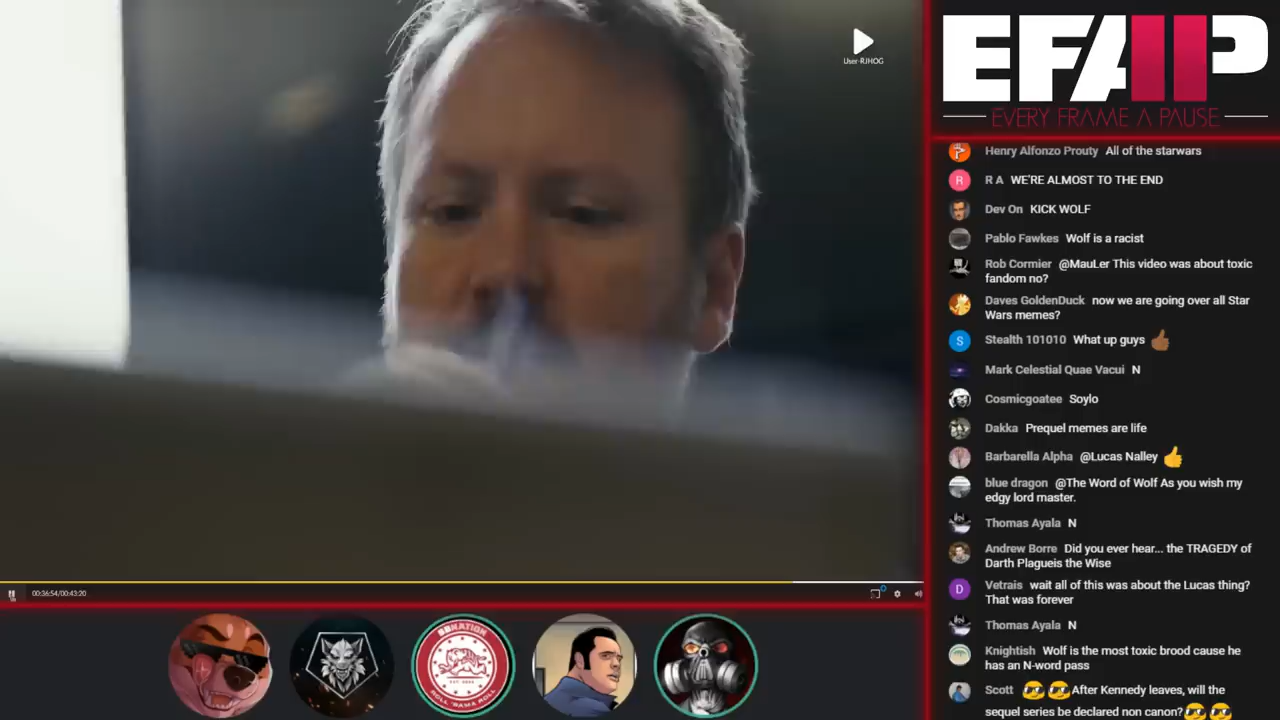 User-RJHOG
EFAP
EVERY FRAME A PAUSE
Henry Alfonzo Prouty All of the starwars
R A WE'RE ALMOST TO THE END
Dev On KICK WOLF
Pablo Fawkes Wolf is a racist
Rob Cormier @MauLer This video was about toxic
fandom no?
Daves GoldenDuck now we are going over all Star
Wars memes?
Stealth 101010 What up guys 👍🏾
Mark Celestial Quae Vacui N
Cosmicgoatee Soylo
Dakka Prequel memes are life
Barbarella Alpha @Lucas Nalley 👍
blue dragon @The Word of Wolf As you wish my
edgy lord master.
Thomas Ayala N
Andrew Borre Did you ever hear... the TRAGEDY of
Darth Plagueis the Wise
Vetrais wait all of this was about the Lucas thing?
That was forever
Thomas Ayala N
Knightish Wolf is the most toxic brood cause he
has an N-word pass
Scott 😎😎After Kennedy leaves, will the
sequel series be declared non canon?😎😎
00:36:54/00:43:20
NATION
ROLL 'BAMA ROLL